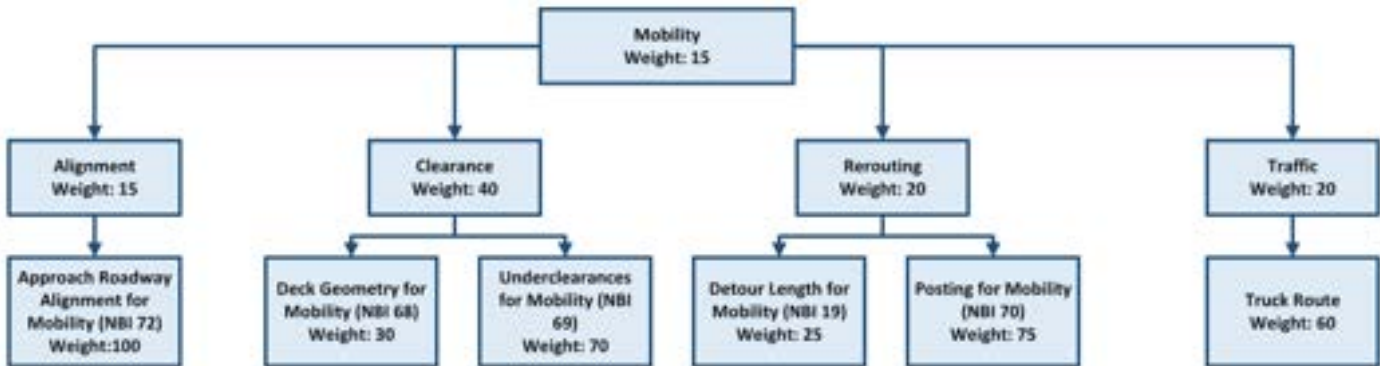 Mobility
Weight: 15
Alignment
Weight: 15
Clearance
Weight: 40
Rerouting
Weight: 20
Traffic
Weight: 20
Approach Roadway
Alignment for
Mobility (NBI 72)
Weight:100
Deck Geometry for
Mobility (NBI 68)
Weight: 30
Underclearances
for Mobility (NBI
69)
Weight: 70
Detour Length for
Mobility (NBI 19)
Weight: 25
Posting for Mobility
(NBI 70)
Weight: 75
Truck Route
Weight: 60